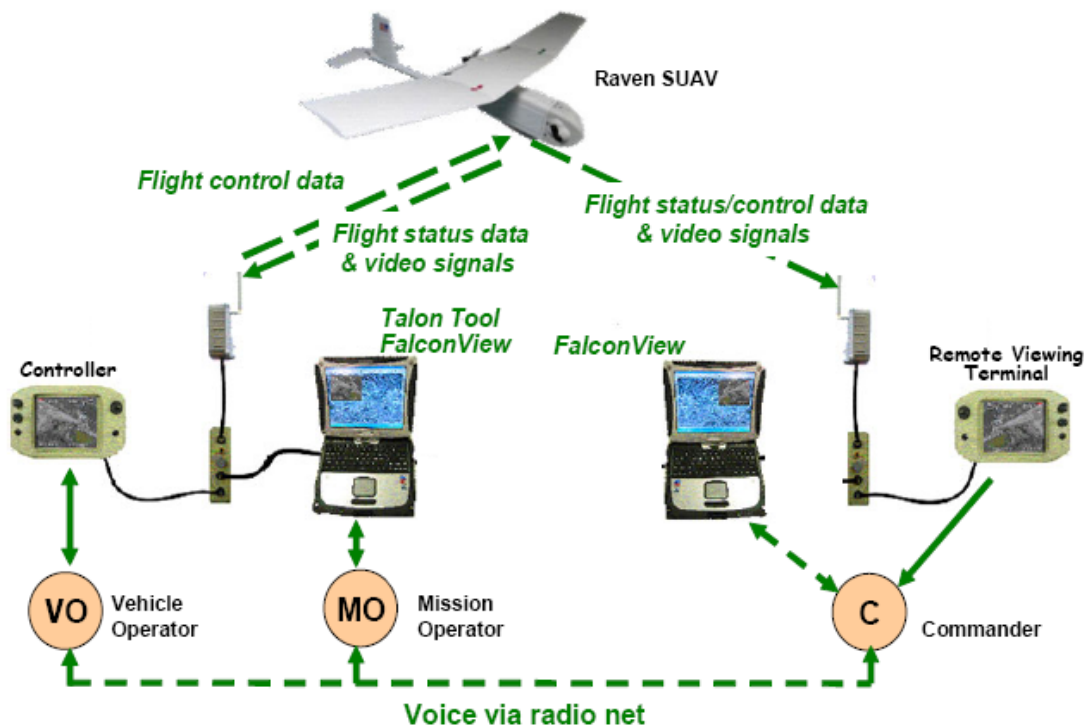 Raven SUAV
Flight control data
Flight status/control data
& video signals
Flight status data
& video signals
Talon Tool
FalconView
FalconView
Controller
Remote Viewing
Terminal
VO
Vehicle
Operator
MO
Mission
Operator
C
Commander
Voice via radio net